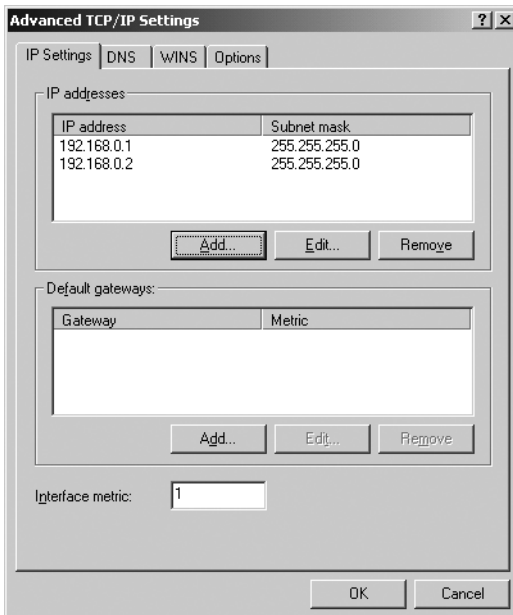 Advanced TCP/IP Settings
IP Settings DNS WINS Options
IP addresses
IP address Subnet mask
192.168.0.1 255.255.255.0
192.168.0.2 255.255.255.0
Add... Edit... Remove
Default gateways:
Gateway Metric
Add... Edit... Remove
Interface metric: 1
OK Cancel